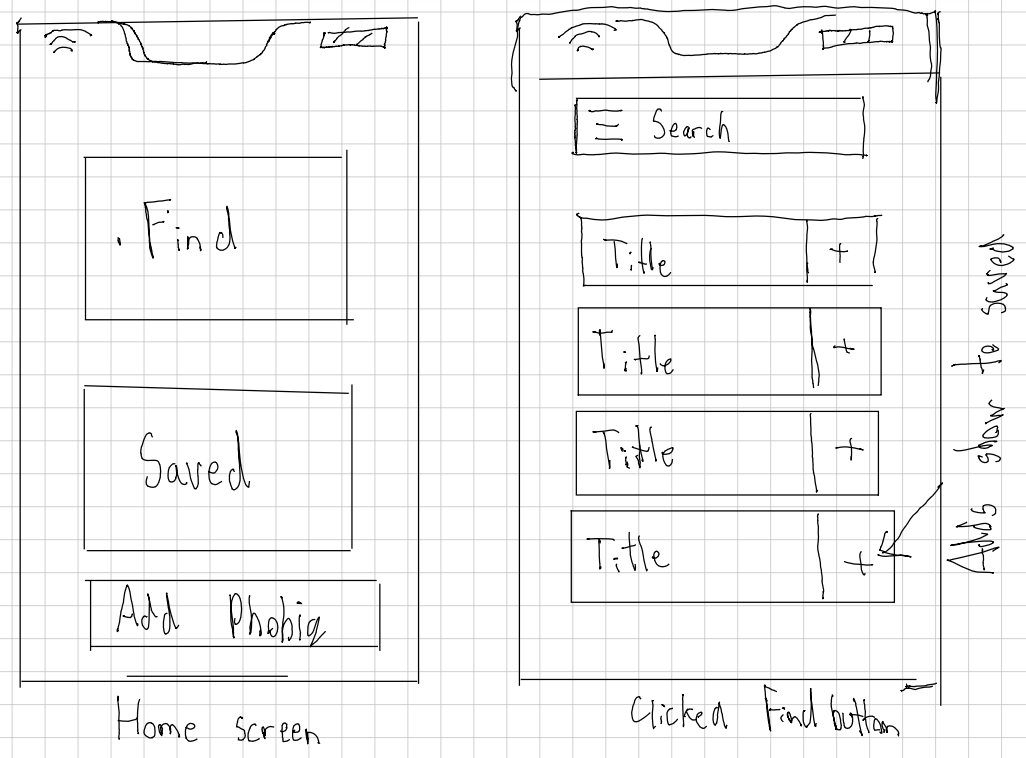 Find
Saved
Add Phobia
Home screen
Search
Title +
Title +
Title +
Title +
Adds show to saved
Clicked Find button